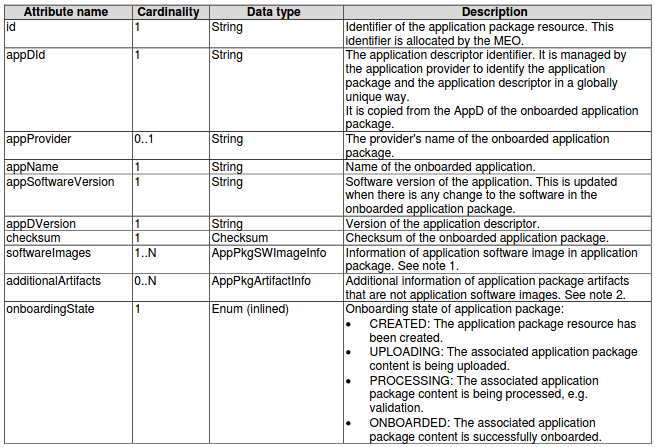 Attribute name Cardinality Data type Description
id 1 String Identifier of the application package resource. This
identifier is allocated by the MEO.
appDId 1 String The application descriptor identifier. It is managed by
the application provider to identify the application
package and the application descriptor in a globally
unique way.
It is copied from the AppD of the onboarded application
package.
appProvider 0..1 String The provider's name of the onboarded application
package.
appName 1 String Name of the onboarded application.
appSoftwareVersion 1 String Software version of the application. This is updated
when there is any change to the software in the
onboarded application package.
appDVersion 1 String Version of the application descriptor.
checksum 1 Checksum Checksum of the onboarded application package.
softwareImages 1..N AppPkgSWImageInfo Information of application software image in application
package. See note 1.
additionalArtifacts 0..N AppPkgArtifactInfo Additional information of application package artifacts
that are not application software images. See note 2.
onboardingState 1 Enum (inlined) Onboarding state of application package:
• CREATED: The application package resource has
been created.
• UPLOADING: The associated application package
content is being uploaded.
• PROCESSING: The associated application
package content is being processed, e.g.
validation.
• ONBOARDED: The associated application
package content is successfully onboarded.